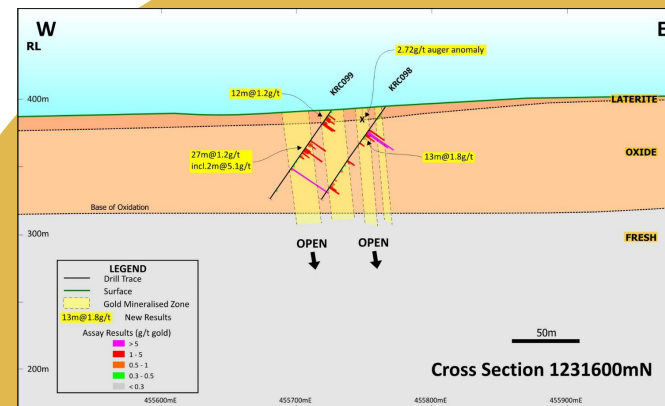 W
E
RL
2.72g/t auger anomaly
KRC099
KRC098
12m@1.2g/t
400m
LATERITE
27m@1.2g/t
incl.2m@5.1g/t
13m@1.8g/t
OXIDE
Base of Oxidation
300m
OPEN
OPEN
FRESH
LEGEND
Drill Trace
Surface
Gold Mineralised Zone
13m@1.8g/t New Results
Assay Results (g/t gold)
> 5
1 - 5
0.5 - 1
0.3 - 0.5
< 0.3
50m
200m
Cross Section 1231600mN
455600mE
455700mE
455800mE
455900mE
X